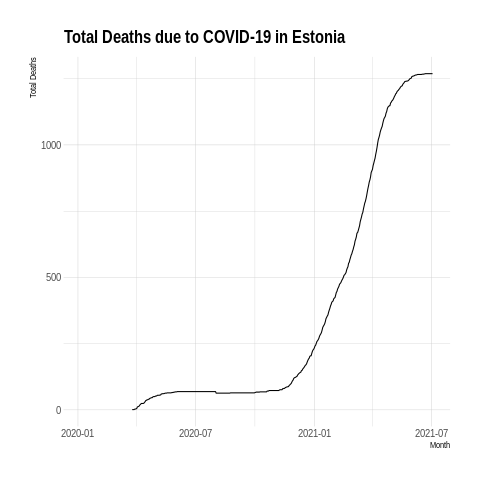 Total Deaths due to COVID-19 in Estonia
Total Deaths
1000
500
0
2020-01 2020-07 2021-01 2021-07
Month